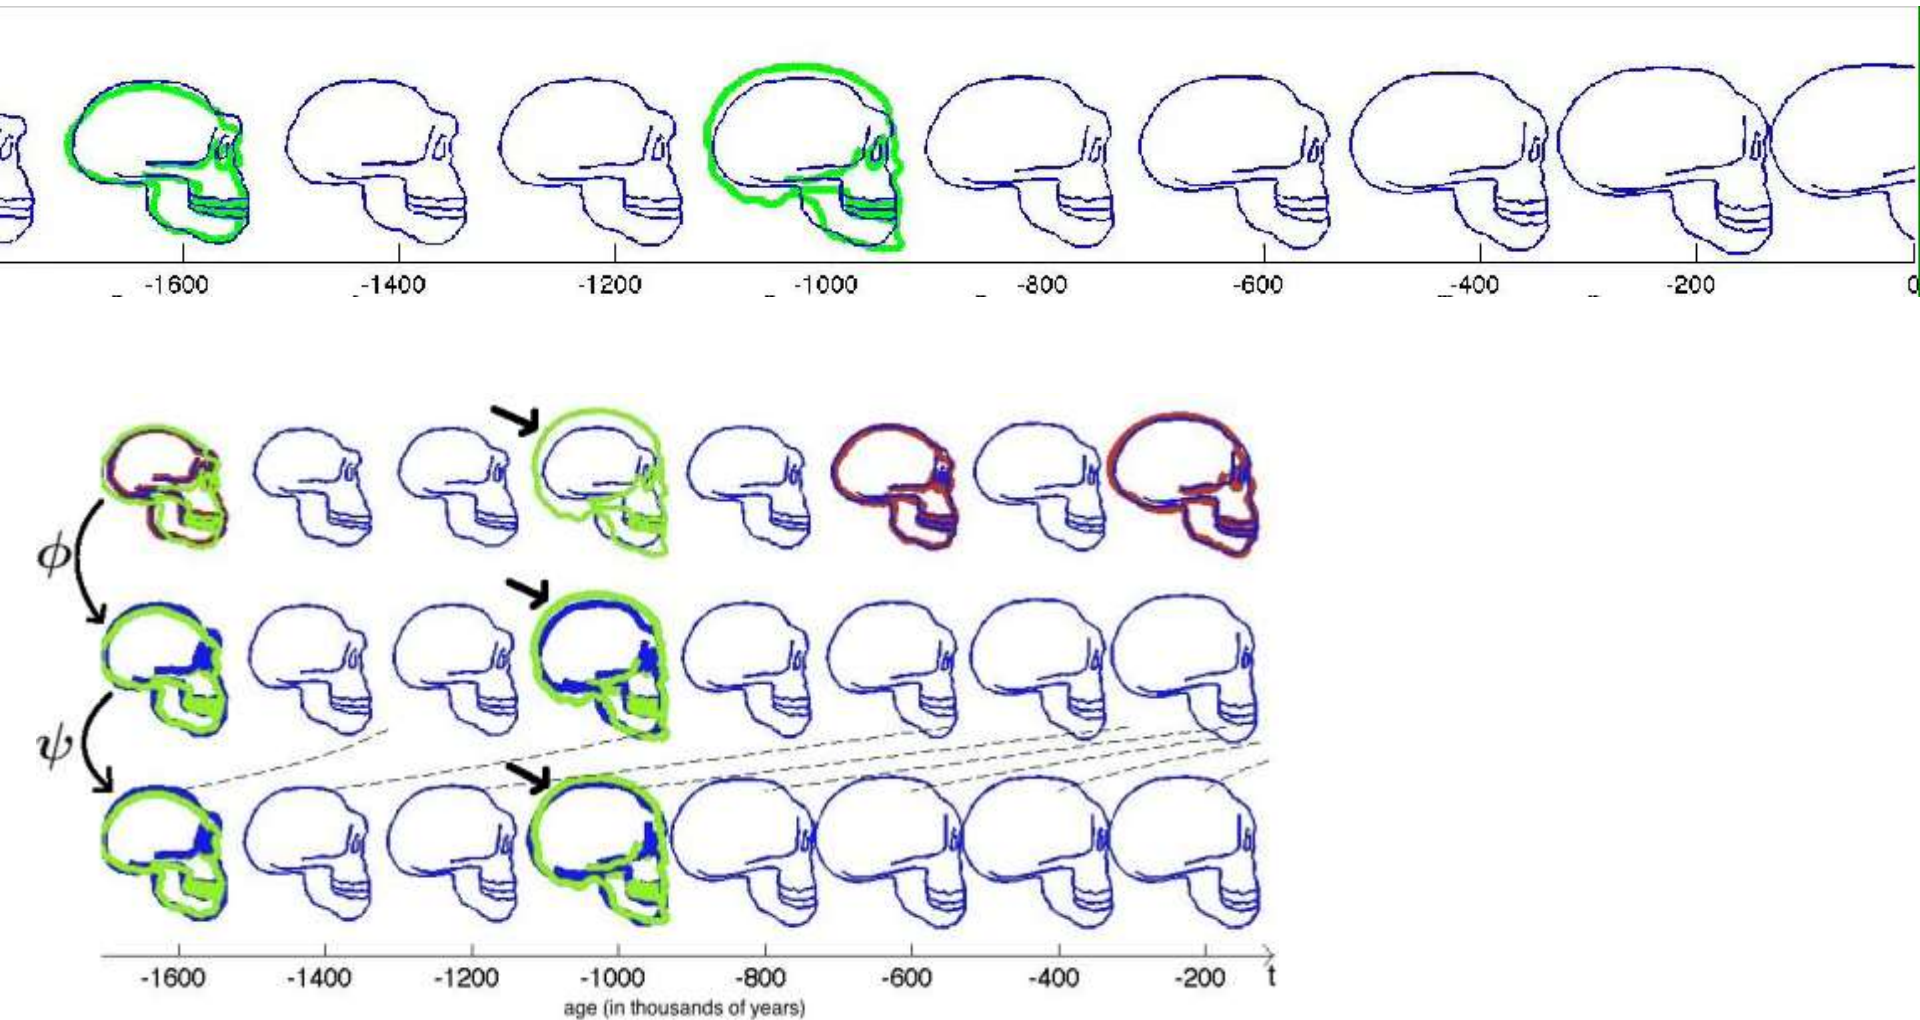 -1600 -1400 -1200 -1000 -800 -600 -400 -200 0
ϕ
ψ
-1600 -1400 -1200 -1000 -800 -600 -400 -200 t
age (in thousands of years)